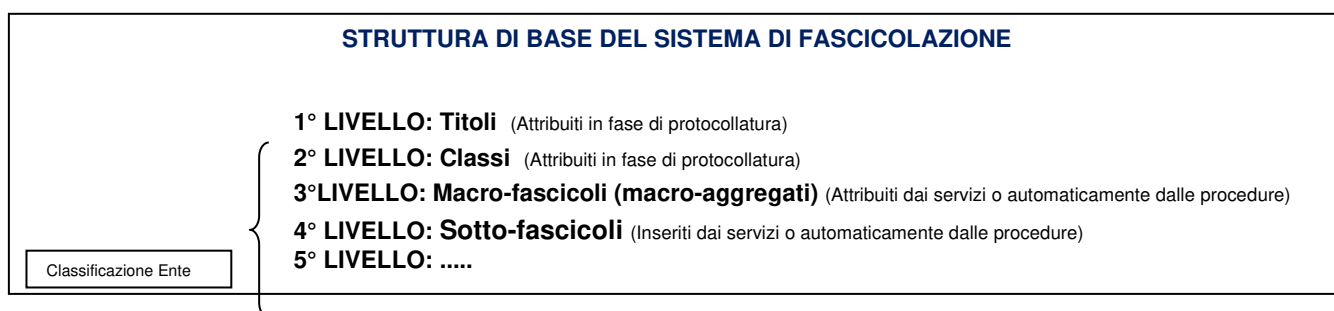 STRUTTURA DI BASE DEL SISTEMA DI FASCICOLAZIONE
1° LIVELLO: Titoli (Attribuiti in fase di protocollatura)
2° LIVELLO: Classi (Attribuiti in fase di protocollatura)
3°LIVELLO: Macro-fascicoli (macro-aggregati) (Attribuiti dai servizi o automaticamente dalle procedure)
4° LIVELLO: Sotto-fascicoli (Inseriti dai servizi o automaticamente dalle procedure)
5° LIVELLO: .....
Classificazione Ente